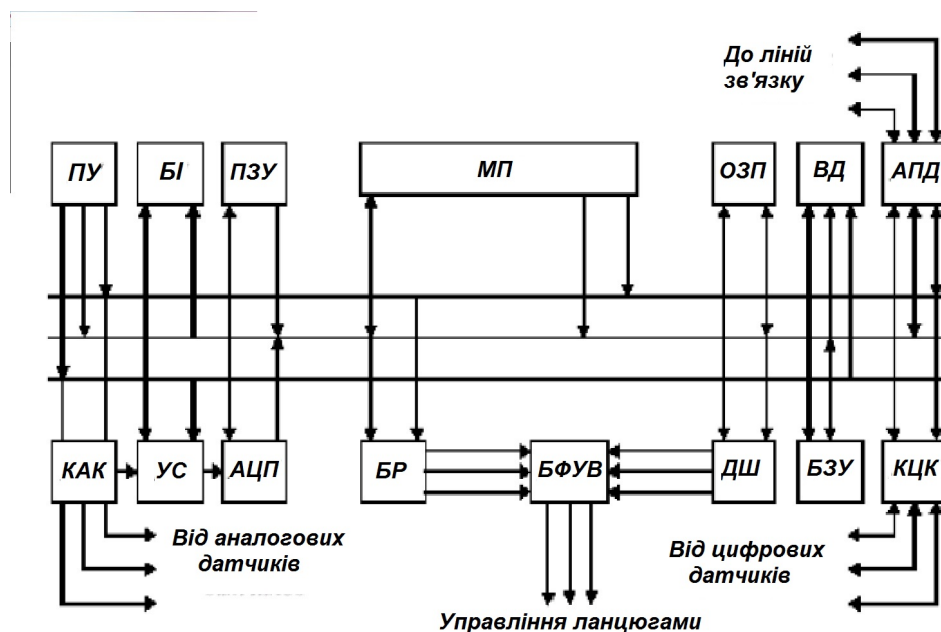 До ліній
зв'язку
ПУ
БІ
ПЗУ
МП
ОЗП
ВД
АПД
КАК
УС
АЦП
БР
БФУВ
ДШ
БЗУ
КЦК
Від аналогових
датчиків
Від цифрових
датчиків
Управління ланцюгами